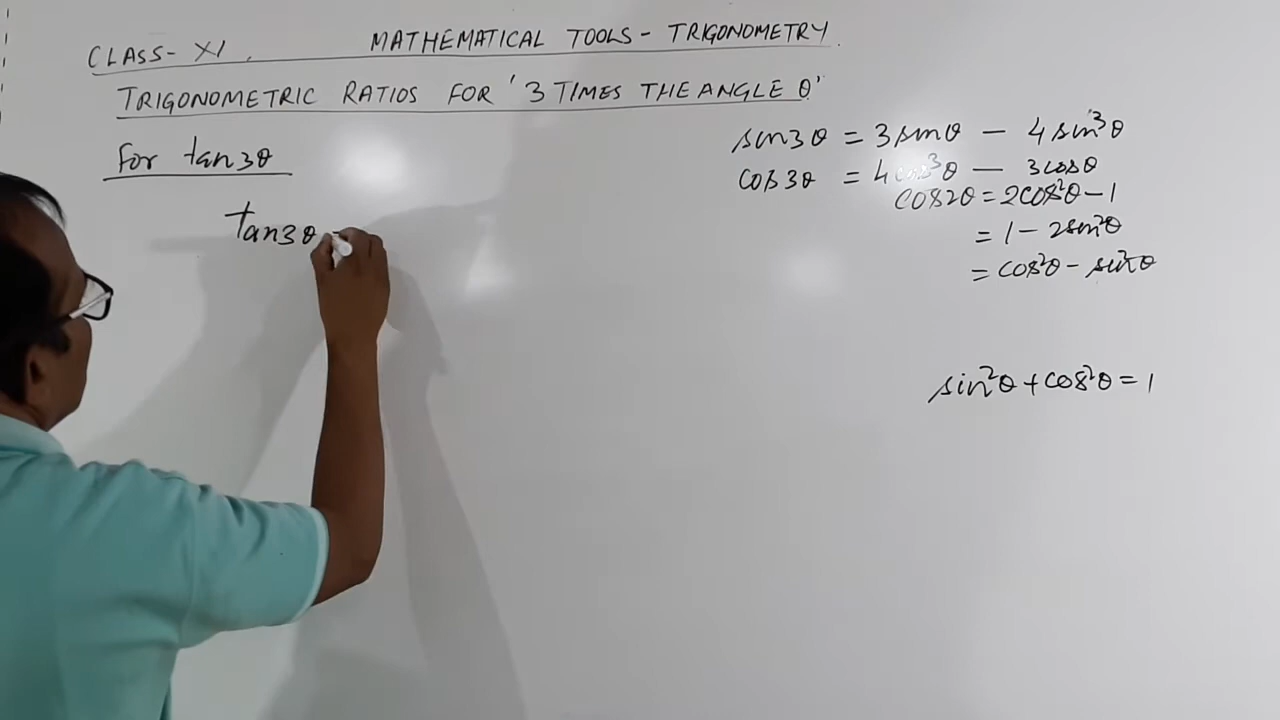 CLASS- XI. MATHEMATICAL TOOLS - TRIGONOMETRY.
TRIGONOMETRIC RATIOS FOR '3 TIMES THE ANGLE θ'
For tan3θ
tan3θ =
sin3θ = 3sinθ - 4sin³θ
cos3θ = 4cos³θ - 3cosθ
cos2θ = 2cos²θ - 1
= 1 - 2sin²θ
= cos²θ - sin²θ
sin²θ + cos²θ = 1